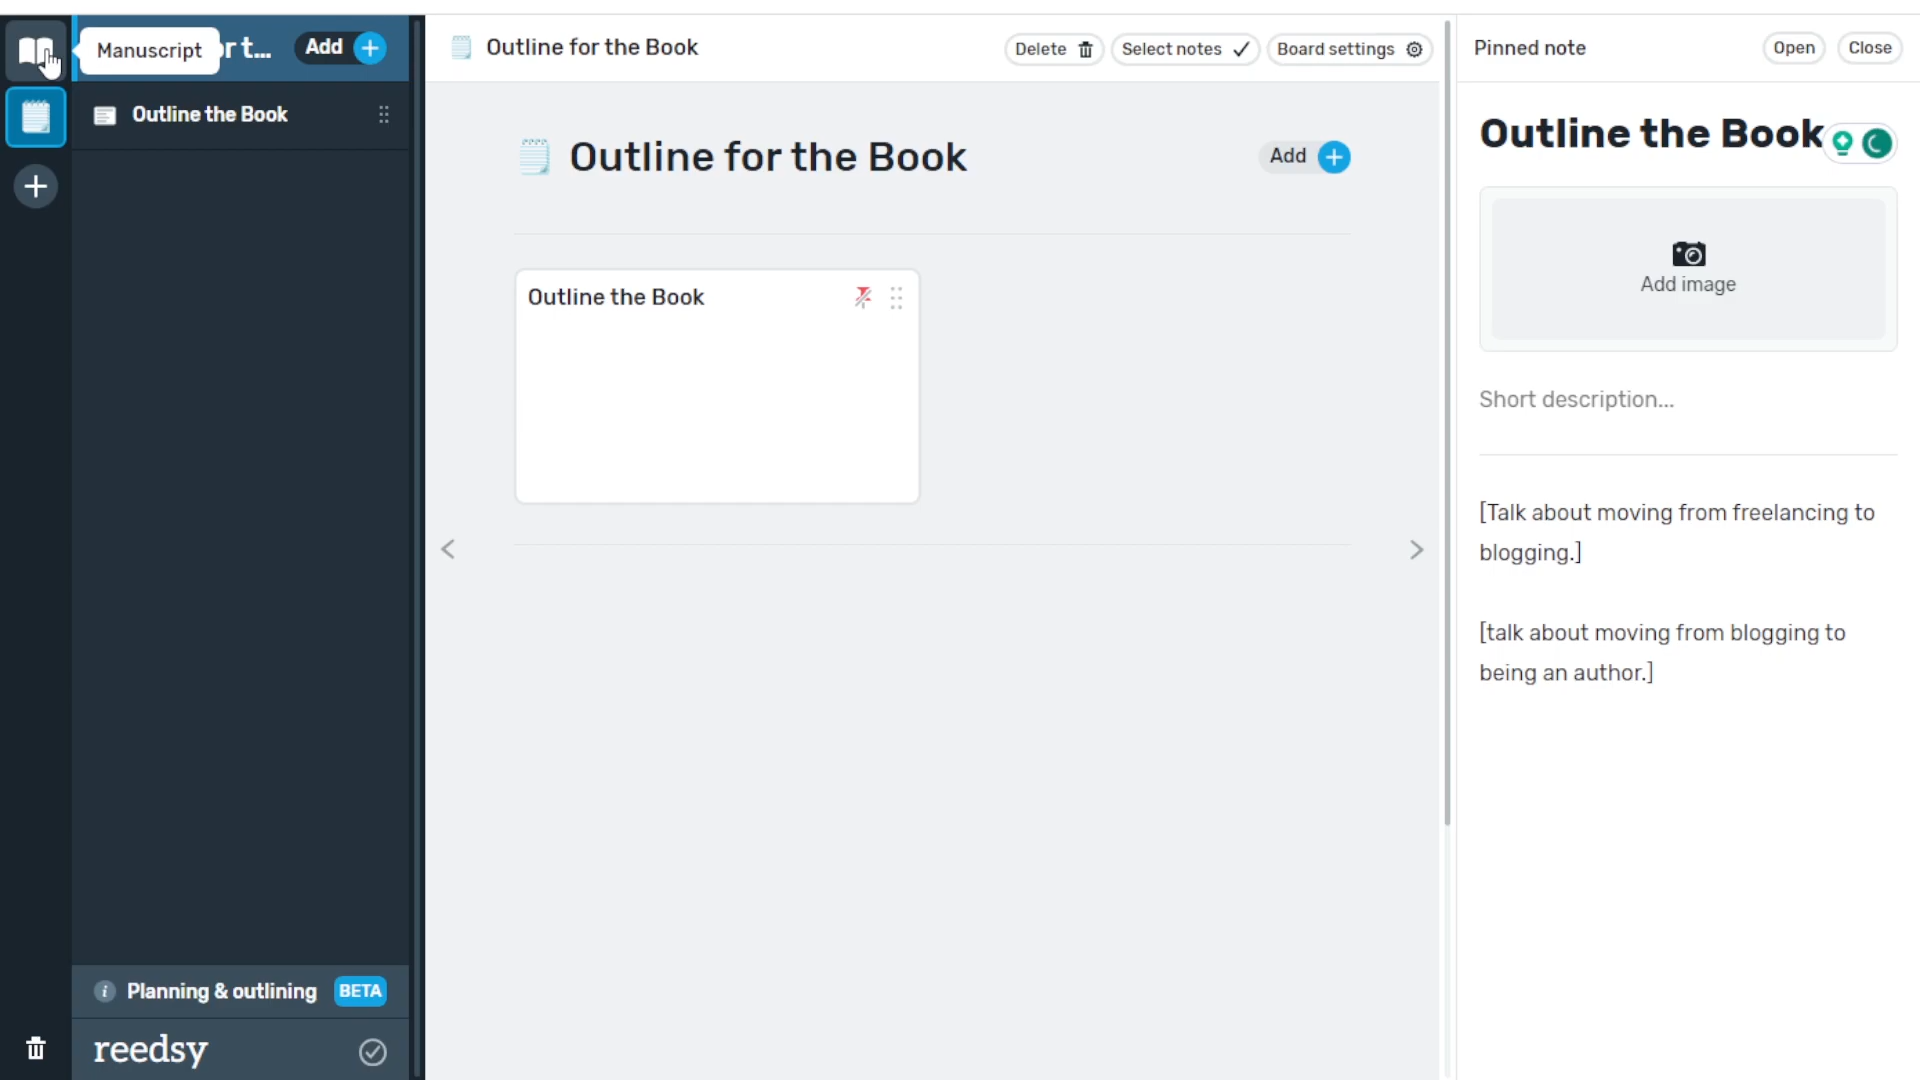 Manuscript
r t...
Add
Outline the Book
Planning & outlining BETA
reedsy
Outline for the Book
Delete
Select notes
Board settings
Outline for the Book
Add
Outline the Book
Pinned note
Open
Close
Outline the Book
Add image
Short description...
[Talk about moving from freelancing to
blogging.]
[talk about moving from blogging to
being an author.]